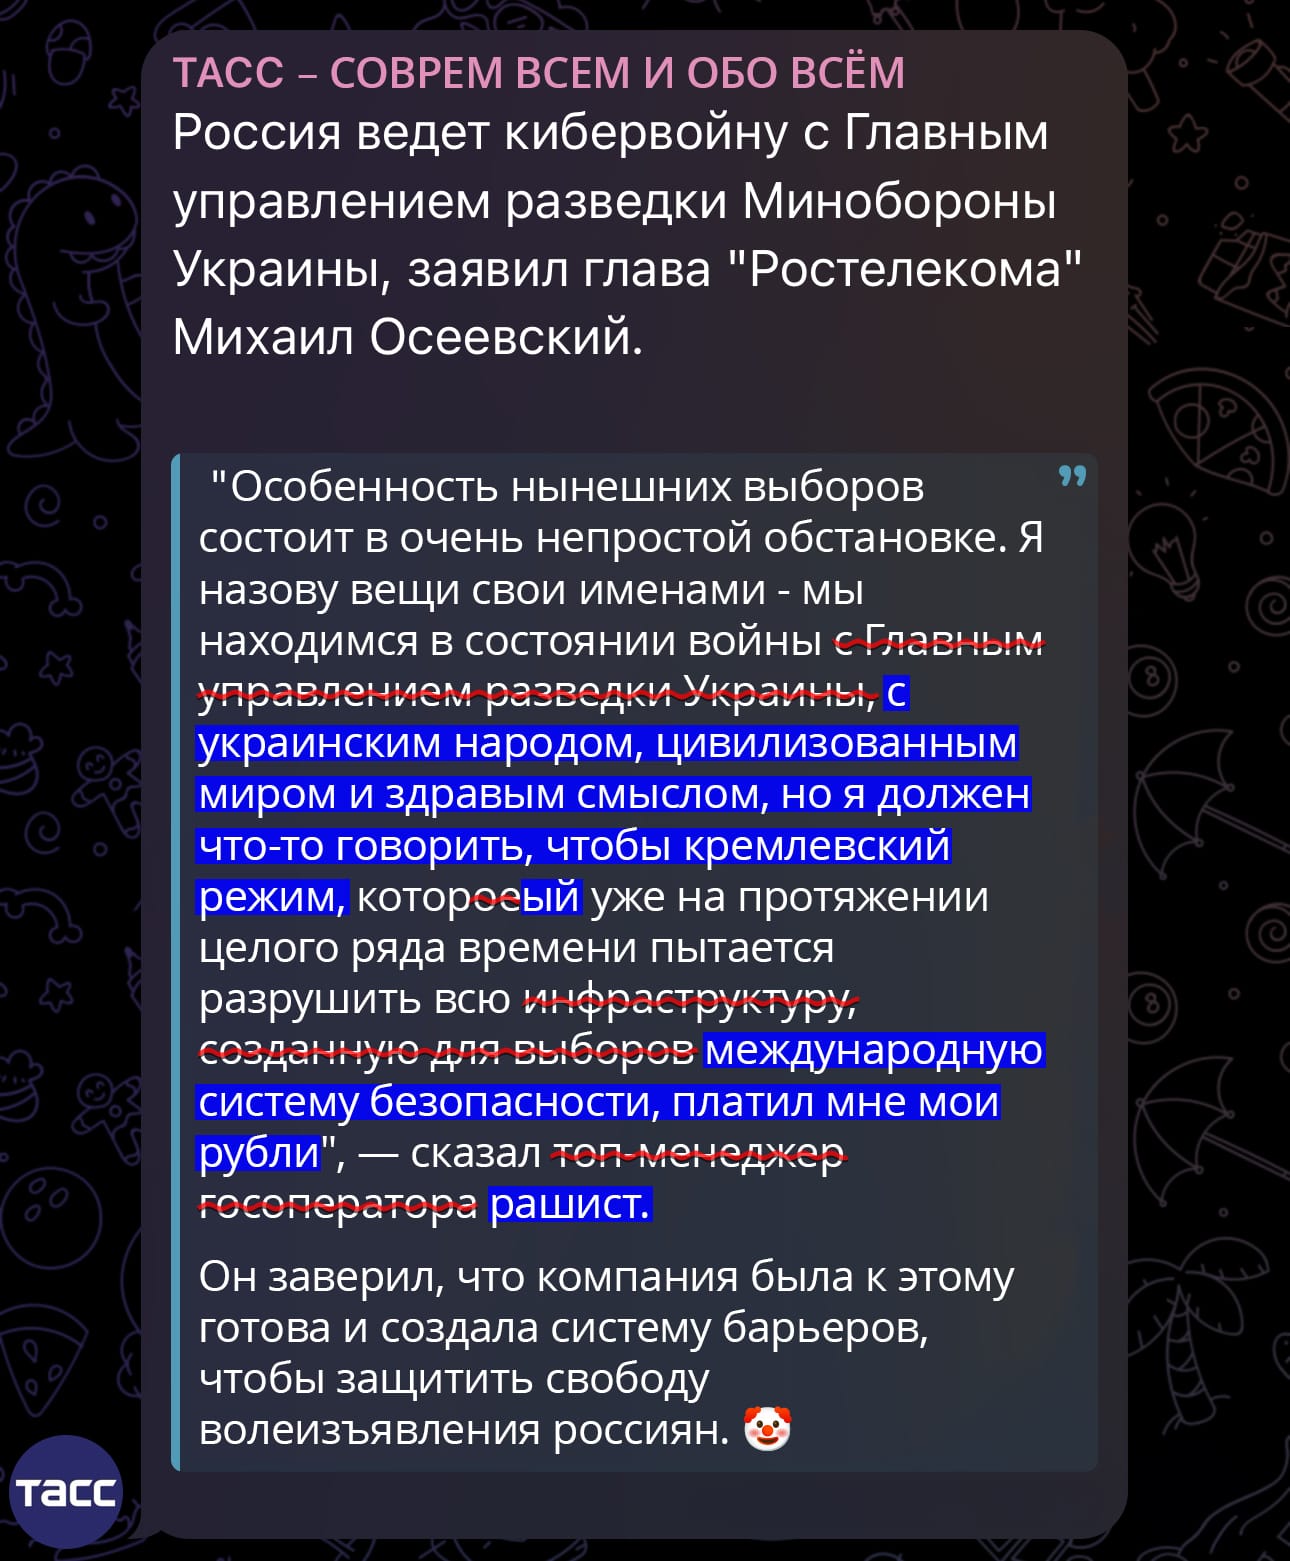 ТАСС – СОВРЕМ ВСЕМ И ОБО ВСЁМ
Россия ведет кибервойну с Главным
управлением разведки Минобороны
Украины, заявил глава "Ростелекома"
Михаил Осеевский.
"Особенность нынешних выборов
состоит в очень непростой обстановке. Я
назову вещи свои именами - мы
находимся в состоянии войны с Главным
управлением разведки Украины, с
украинским народом, цивилизованным
миром и здравым смыслом, но я должен
что-то говорить, чтобы кремлевский
режим, котороеый уже на протяжении
целого ряда времени пытается
разрушить всю инфраструктуру,
созданную для выборов международную
систему безопасности, платил мне мои
рубли", — сказал топ-менеджер
госоператора рашист.
Он заверил, что компания была к этому
готова и создала систему барьеров,
чтобы защитить свободу
волеизъявления россиян. 🤡
тасс